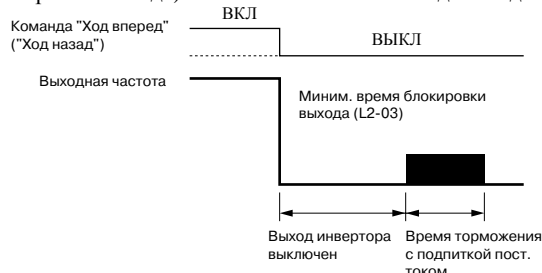 ВКЛ
Команда "Ход вперед"
("Ход назад")
ВЫКЛ
Выходная частота
Миним. время блокировки
выхода (L2-03)
Выход инвертора
выключен
Время торможения
с подпиткой пост.
током